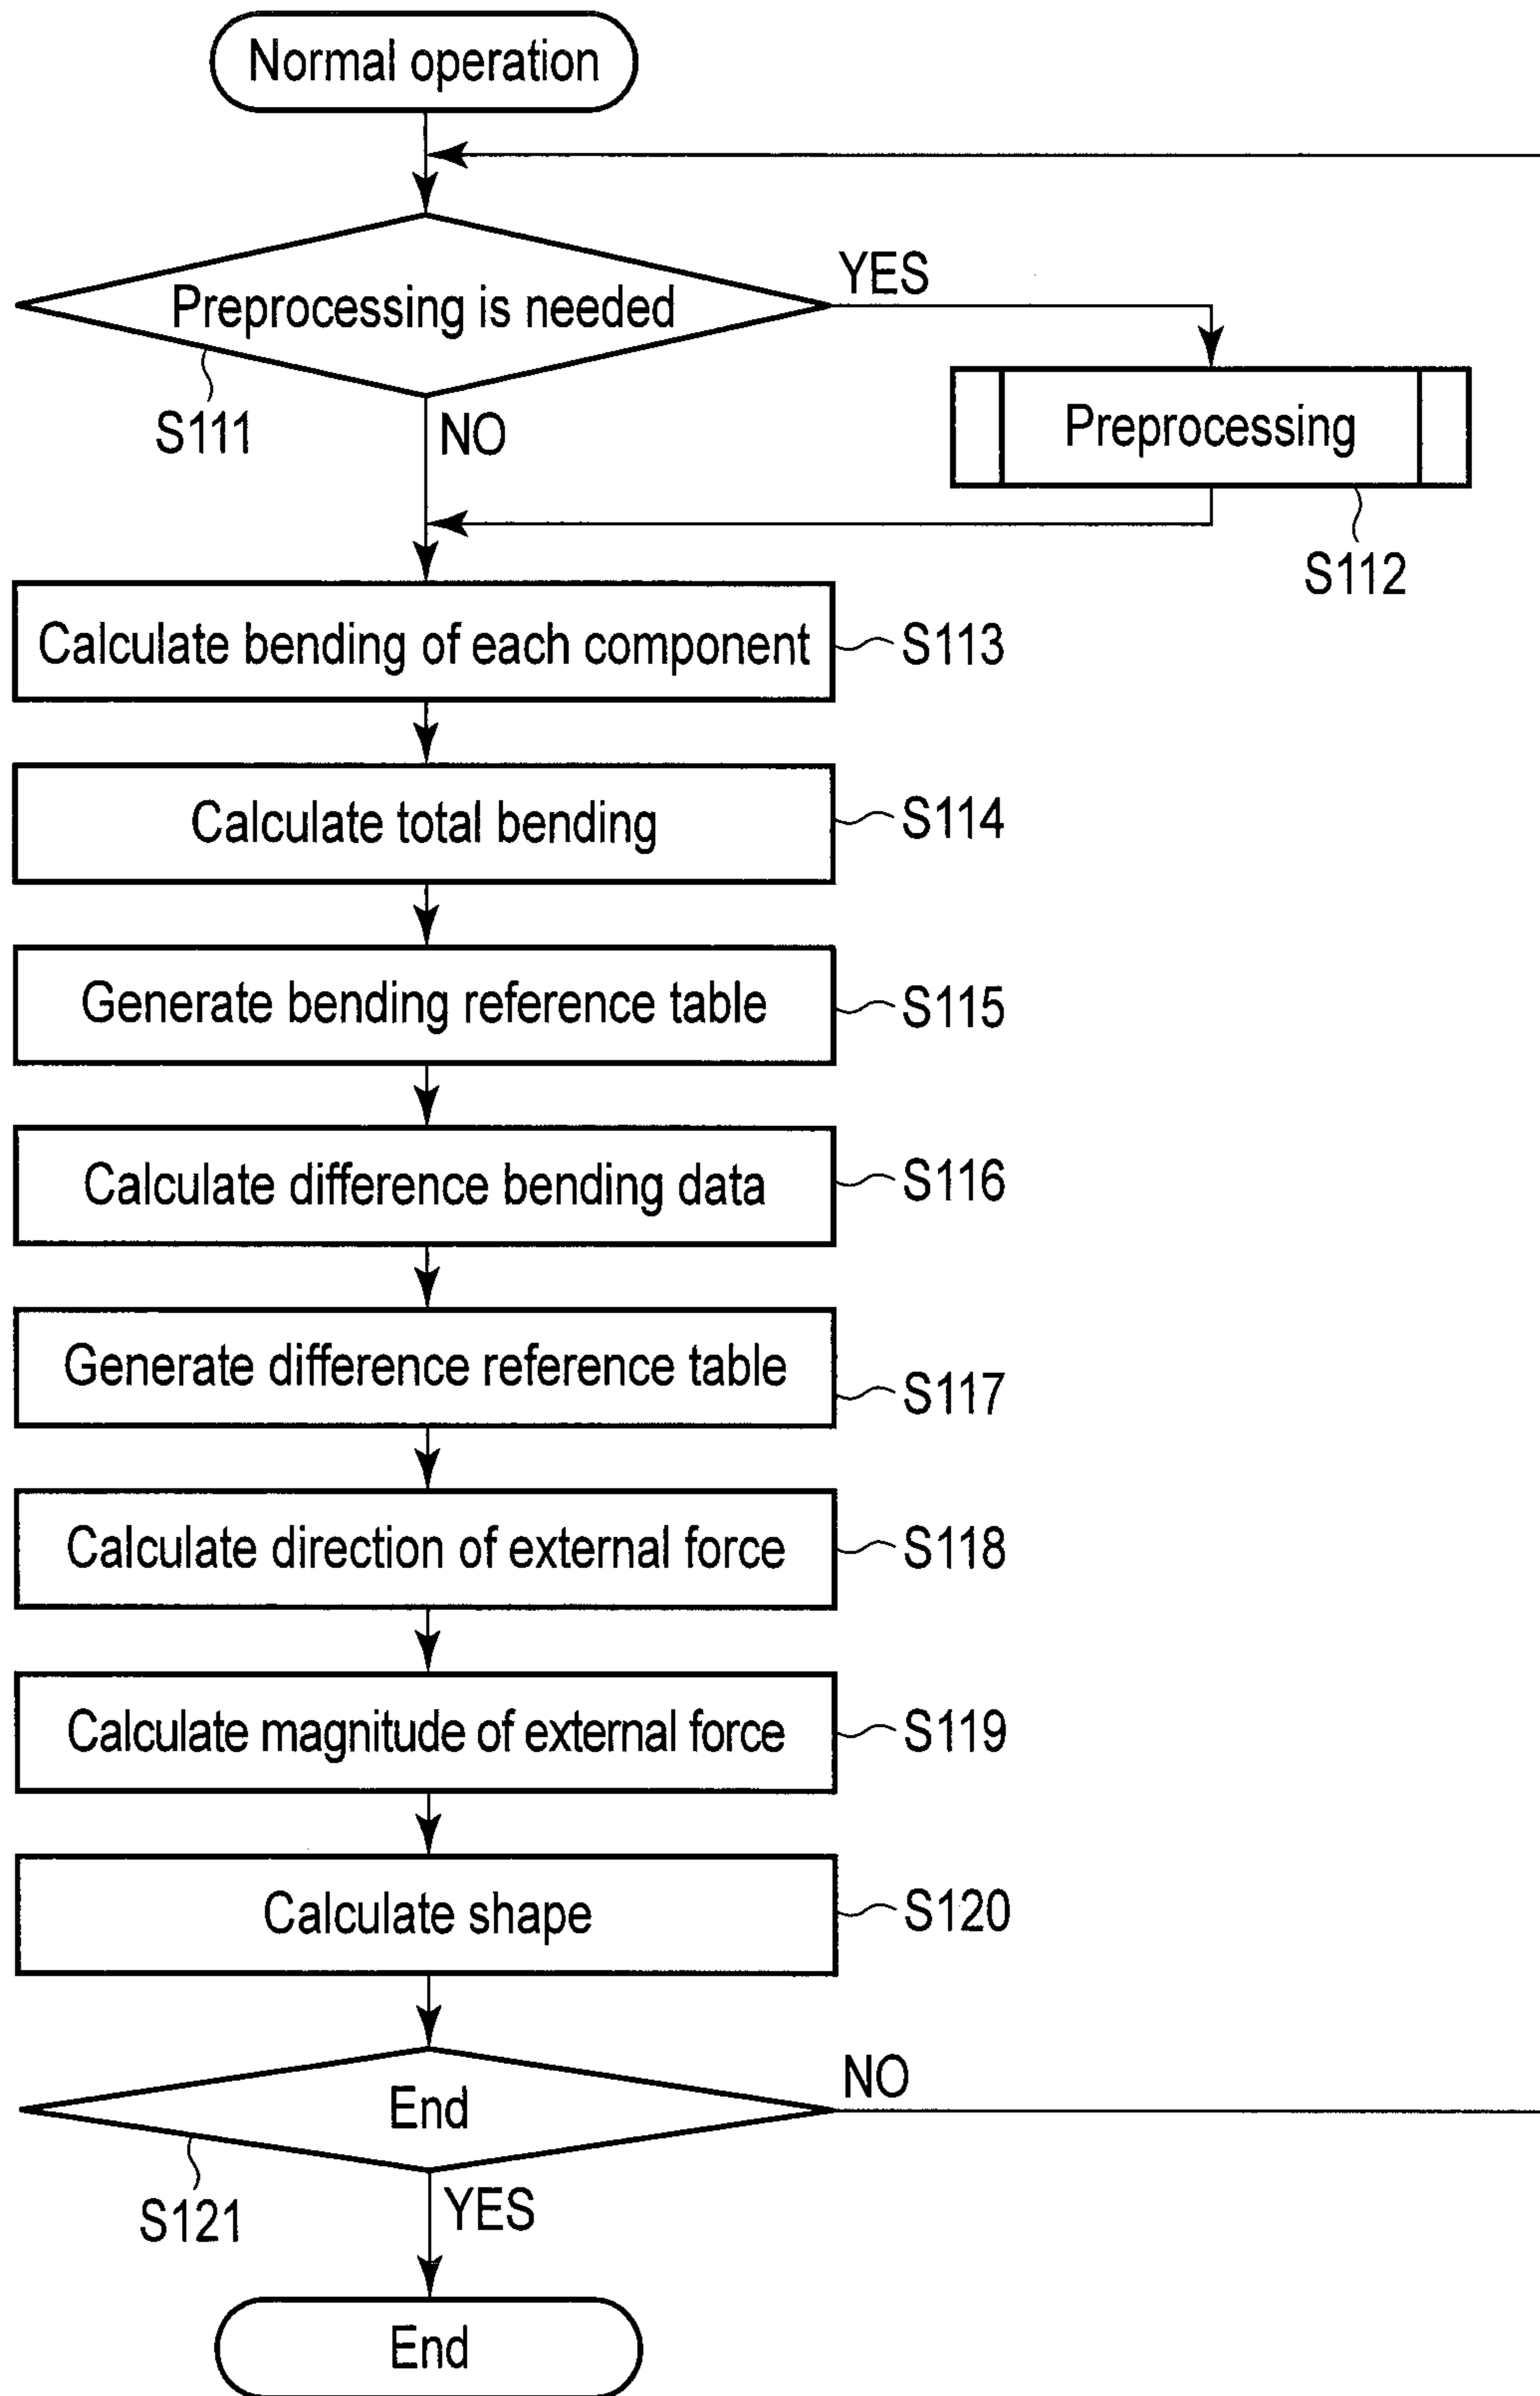 Normal operation
Preprocessing is needed
YES
S111
NO
Preprocessing
S112
Calculate bending of each component
S113
Calculate total bending
S114
Generate bending reference table
S115
Calculate difference bending data
S116
Generate difference reference table
S117
Calculate direction of external force
S118
Calculate magnitude of external force
S119
Calculate shape
S120
End
NO
S121
YES
End